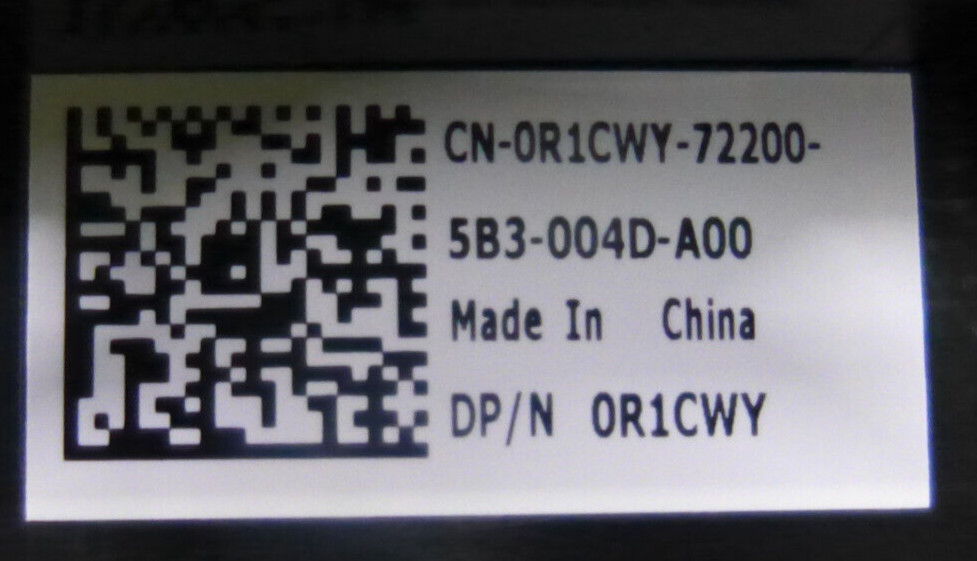 CN-0R1CWY-72200-
5B3-004D-A00
Made In China
DP/N 0R1CWY